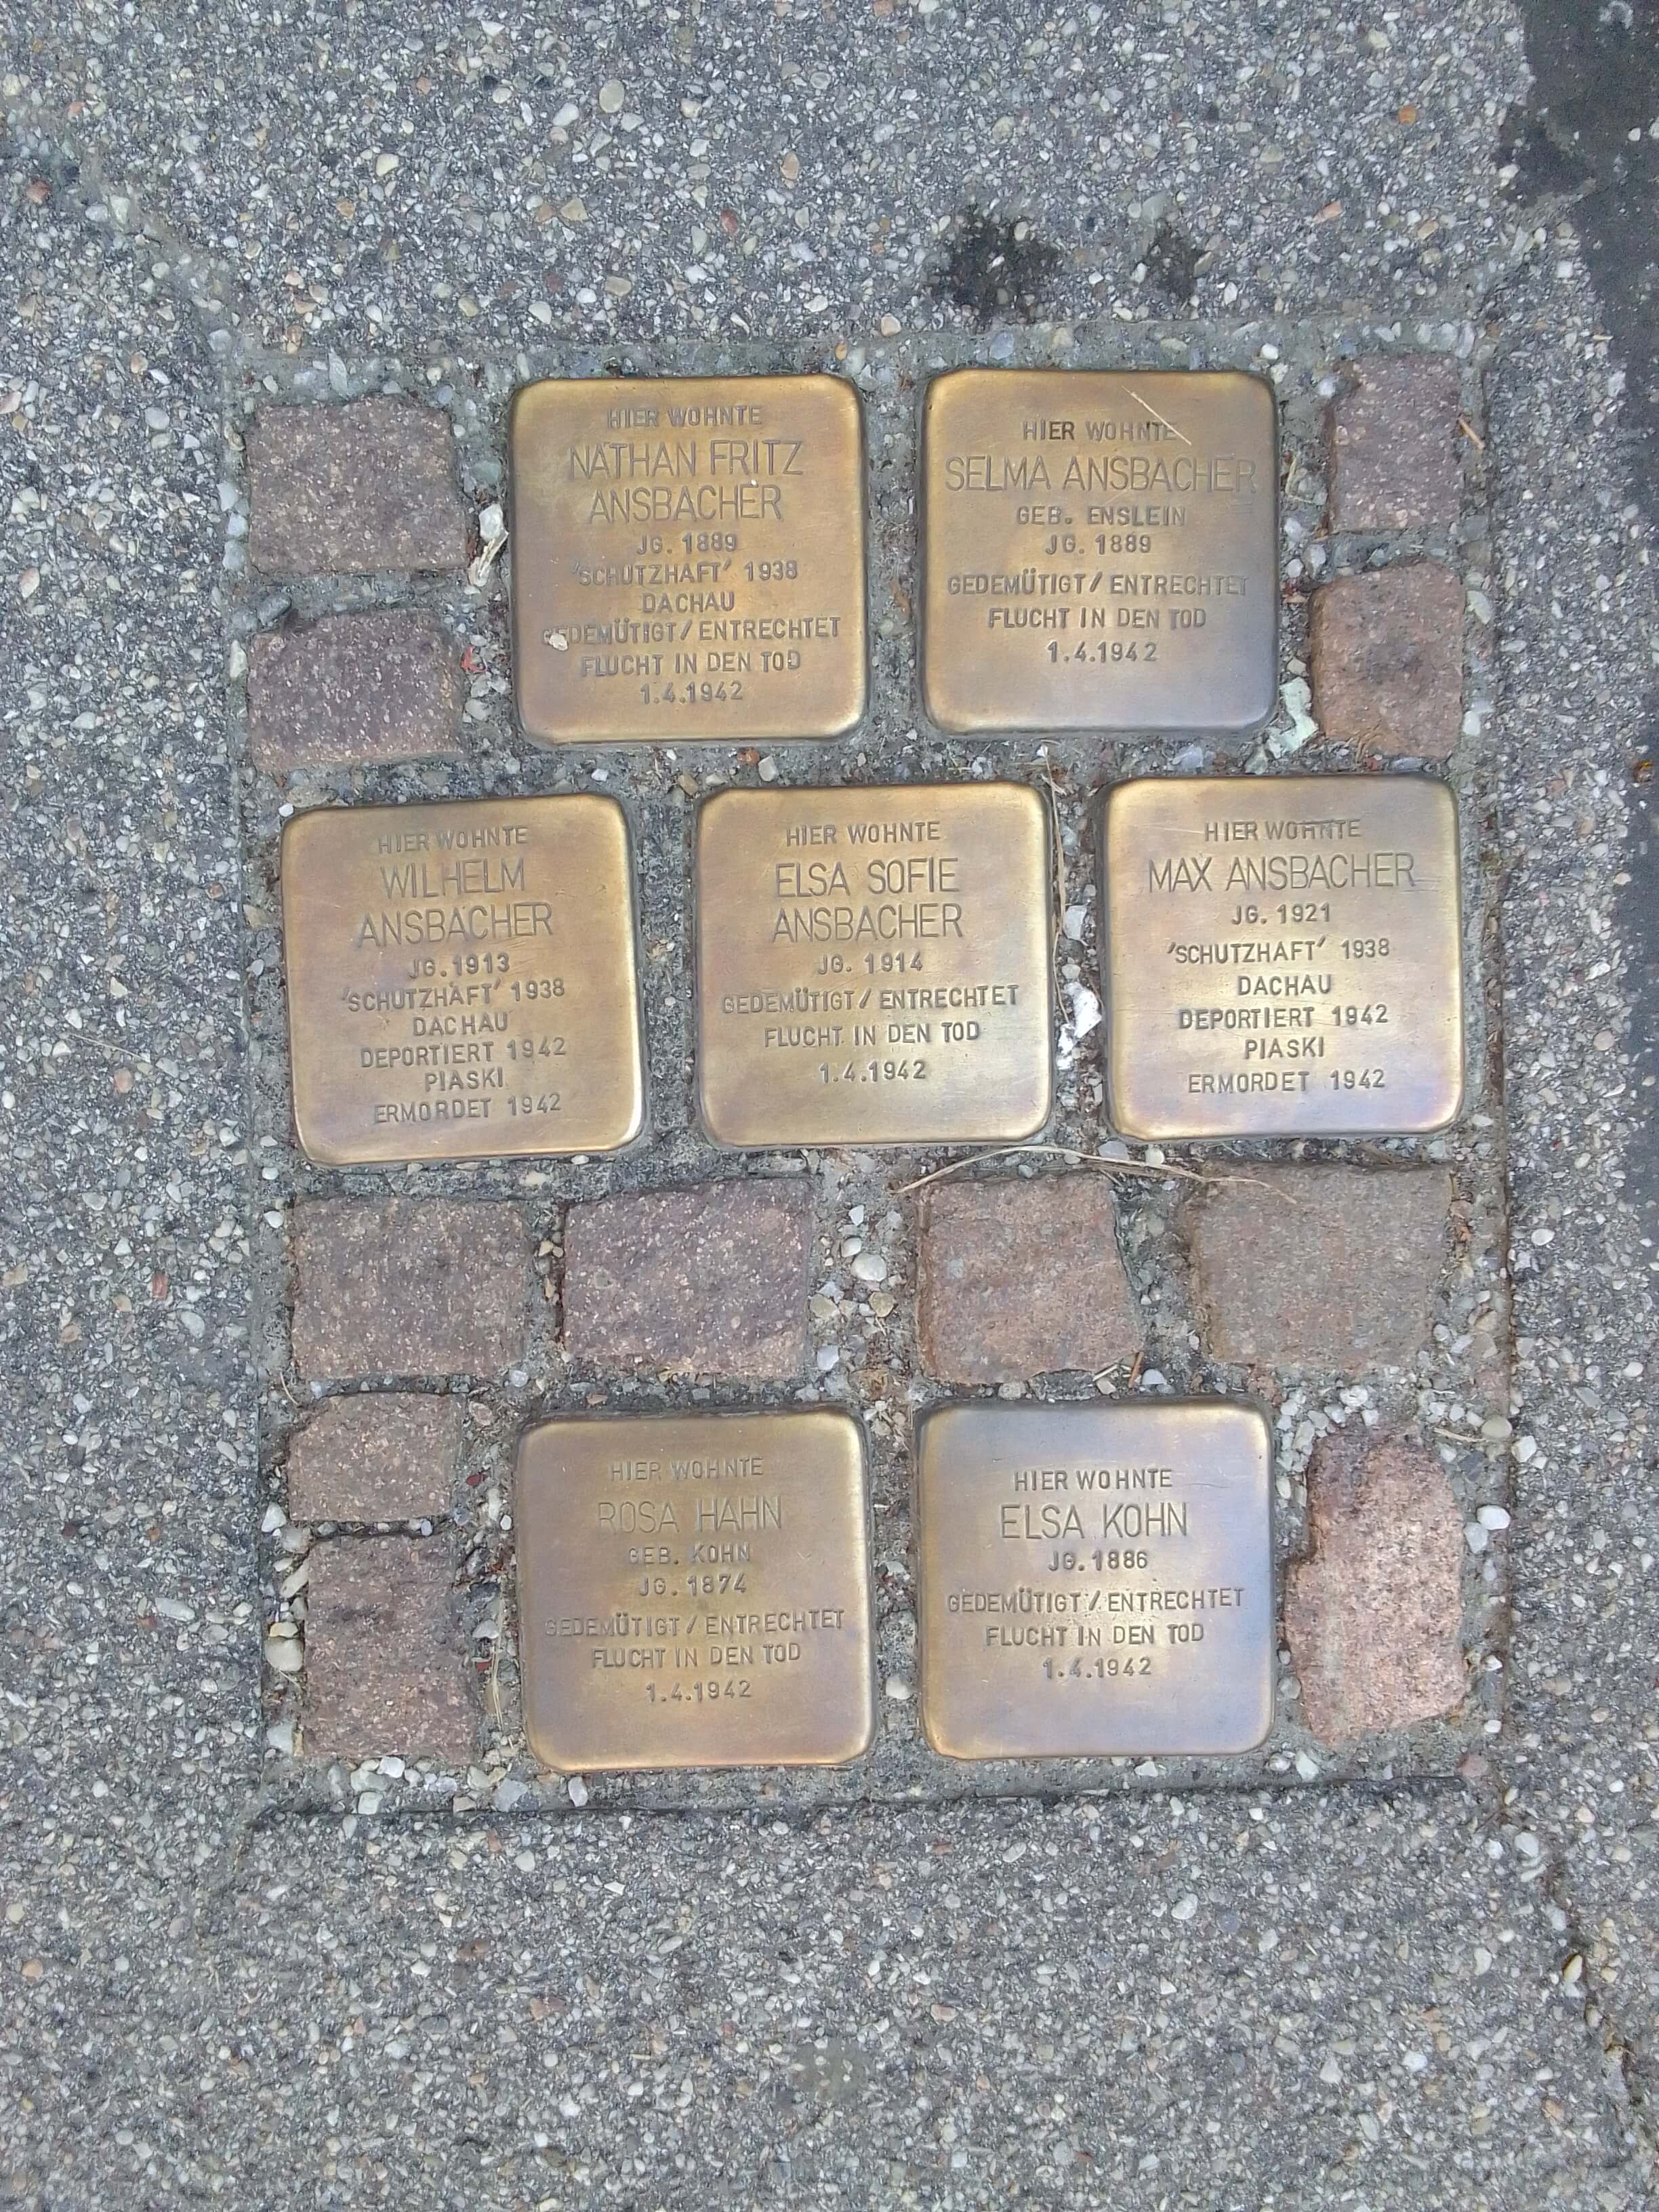 HIER WOHNTE
NATHAN FRITZ
ANSBACHER
JG. 1889
'SCHUTZHAFT' 1938
DACHAU
GEDEMÜTIGT / ENTRECHTET
FLUCHT IN DEN TOD
1.4.1942
HIER WOHNTE
SELMA ANSBACHER
GEB. ENSLEIN
JG. 1889
GEDEMÜTIGT / ENTRECHTET
FLUCHT IN DEN TOD
1.4.1942
HIER WOHNTE
WILHELM
ANSBACHER
JG. 1913
'SCHUTZHAFT' 1938
DACHAU
DEPORTIERT 1942
PIASKI
ERMORDET 1942
HIER WOHNTE
ELSA SOFIE
ANSBACHER
JG. 1914
GEDEMÜTIGT / ENTRECHTET
FLUCHT IN DEN TOD
1.4.1942
HIER WOHNTE
MAX ANSBACHER
JG. 1921
'SCHUTZHAFT' 1938
DACHAU
DEPORTIERT 1942
PIASKI
ERMORDET 1942
HIER WOHNTE
ROSA HAHN
GEB. KOHN
JG. 1874
GEDEMÜTIGT / ENTRECHTET
FLUCHT IN DEN TOD
1.4.1942
HIER WOHNTE
ELSA KOHN
JG. 1886
GEDEMÜTIGT / ENTRECHTET
FLUCHT IN DEN TOD
1.4.1942